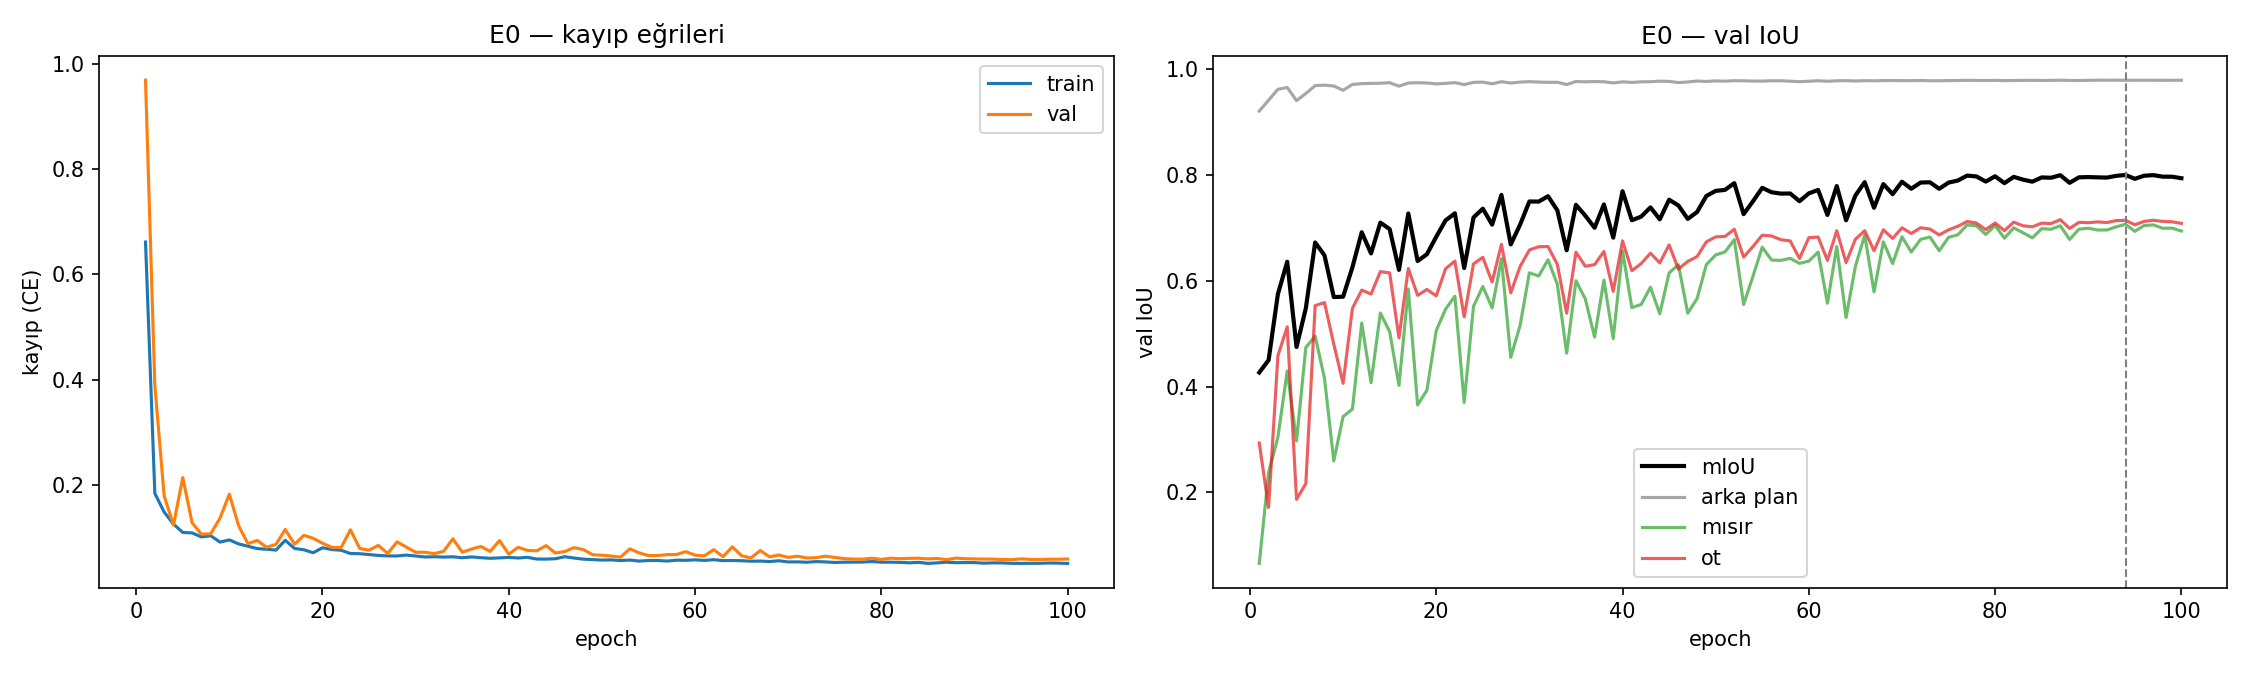 E0 — kayıp eğrileri
1.0
0.8
0.6
0.4
0.2
kayıp (CE)
train
val
0 20 40 60 80 100
epoch
E0 — val IoU
1.0
0.8
0.6
0.4
0.2
val IoU
mIoU
arka plan
mısır
ot
0 20 40 60 80 100
epoch